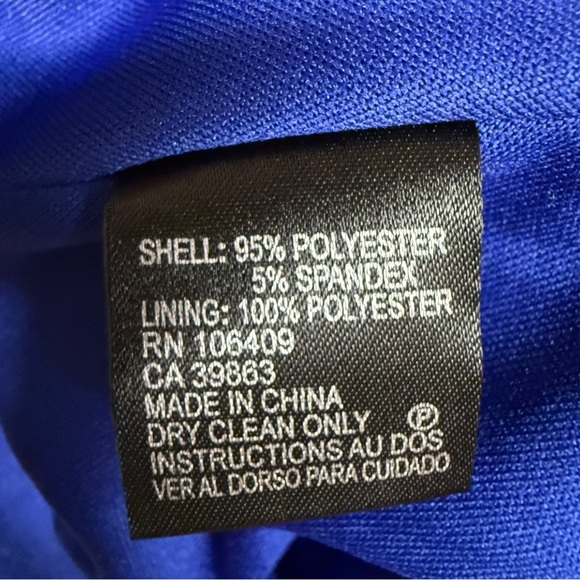 SHELL: 95% POLYESTER
5% SPANDEX
LINING: 100% POLYESTER
RN 106409
CA 39863
MADE IN CHINA
DRY CLEAN ONLY Ⓟ
INSTRUCTIONS AU DOS
VER AL DORSO PARA CUIDADO